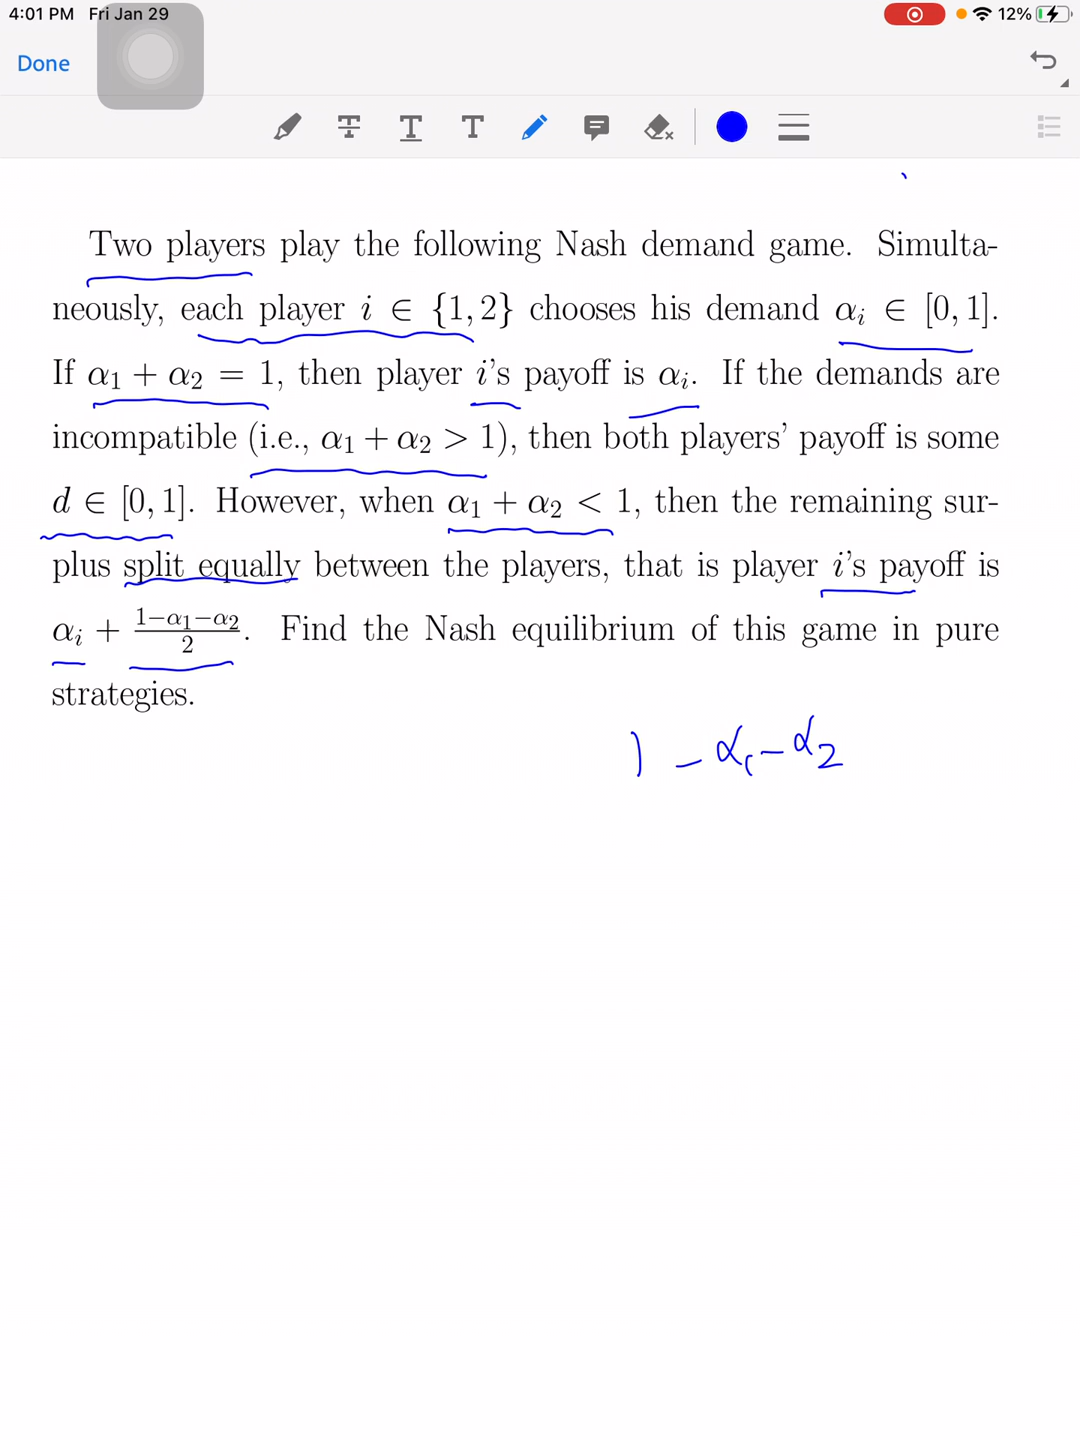 4:01 PM Fri Jan 29 12%
Done
T T T
Two players play the following Nash demand game. Simulta-
neously, each player i ∈ {1, 2} chooses his demand α₁ ∈ [0, 1].
If α₁ + α₂ = 1, then player i's payoff is αᵢ. If the demands are
incompatible (i.e., α₁ + α₂ > 1), then both players' payoff is some
d ∈ [0, 1]. However, when α₁ + α₂ < 1, then the remaining sur-
plus split equally between the players, that is player i's payoff is
αᵢ + (1−α₁−α₂)/2. Find the Nash equilibrium of this game in pure
strategies.
1 − α₁ − α₂